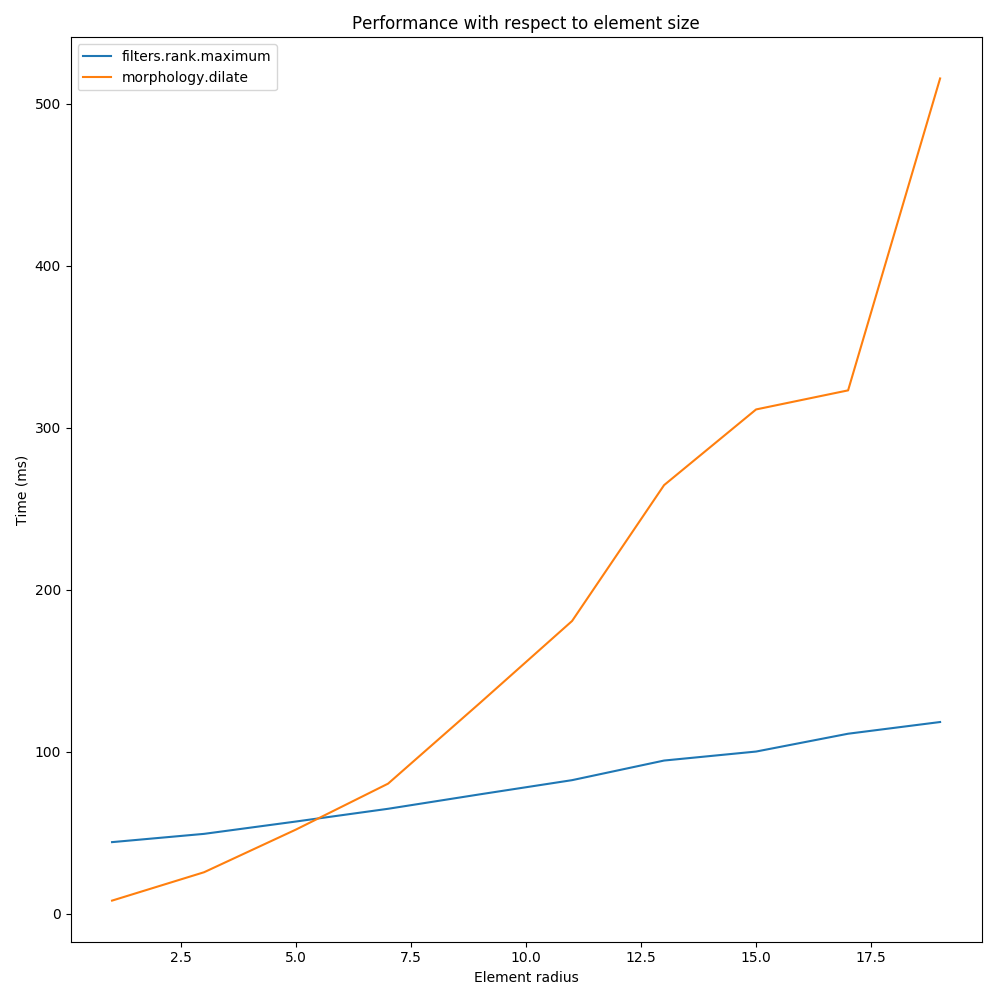 Performance with respect to element size
filters.rank.maximum
morphology.dilate
500
400
300
200
100
0
Time (ms)
2.5
5.0
7.5
10.0
12.5
15.0
17.5
Element radius